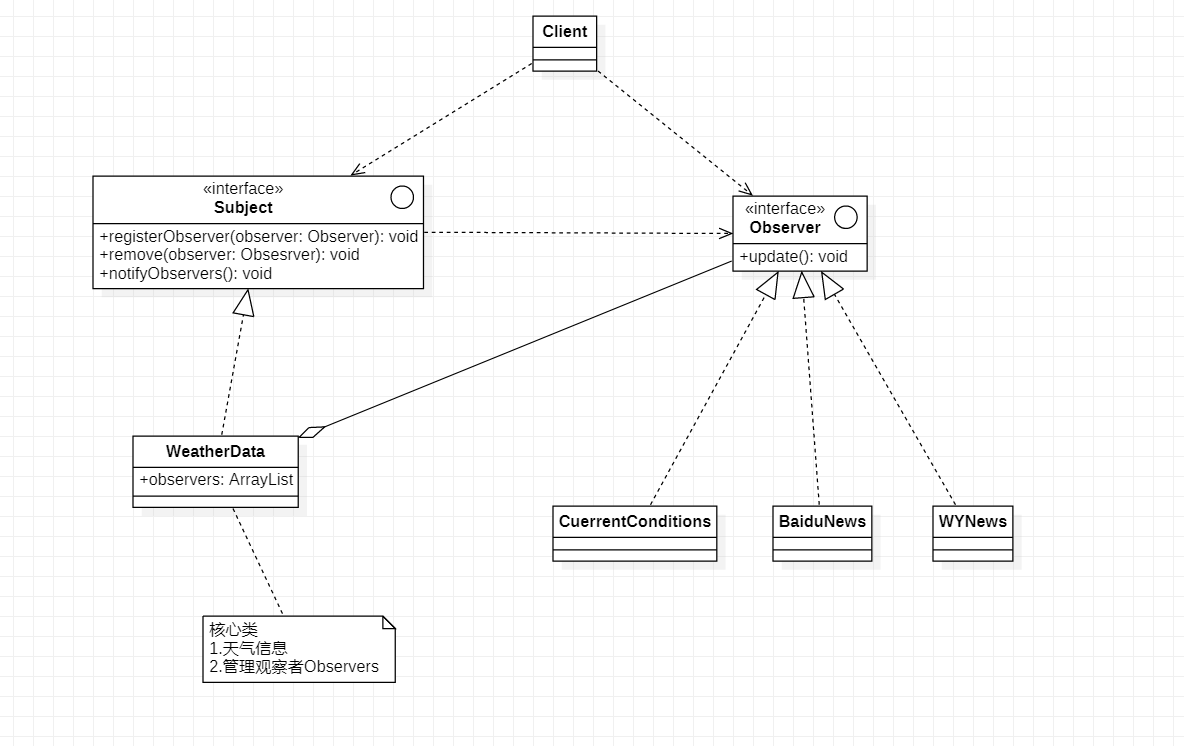 Client
«interface»
Subject
+registerObserver(observer: Observer): void
+remove(observer: Obsesrver): void
+notifyObservers(): void
«interface»
Observer
+update(): void
WeatherData
+observers: ArrayList
CuerrentConditions
BaiduNews
WYNews
核心类
1.天气信息
2.管理观察者Observers